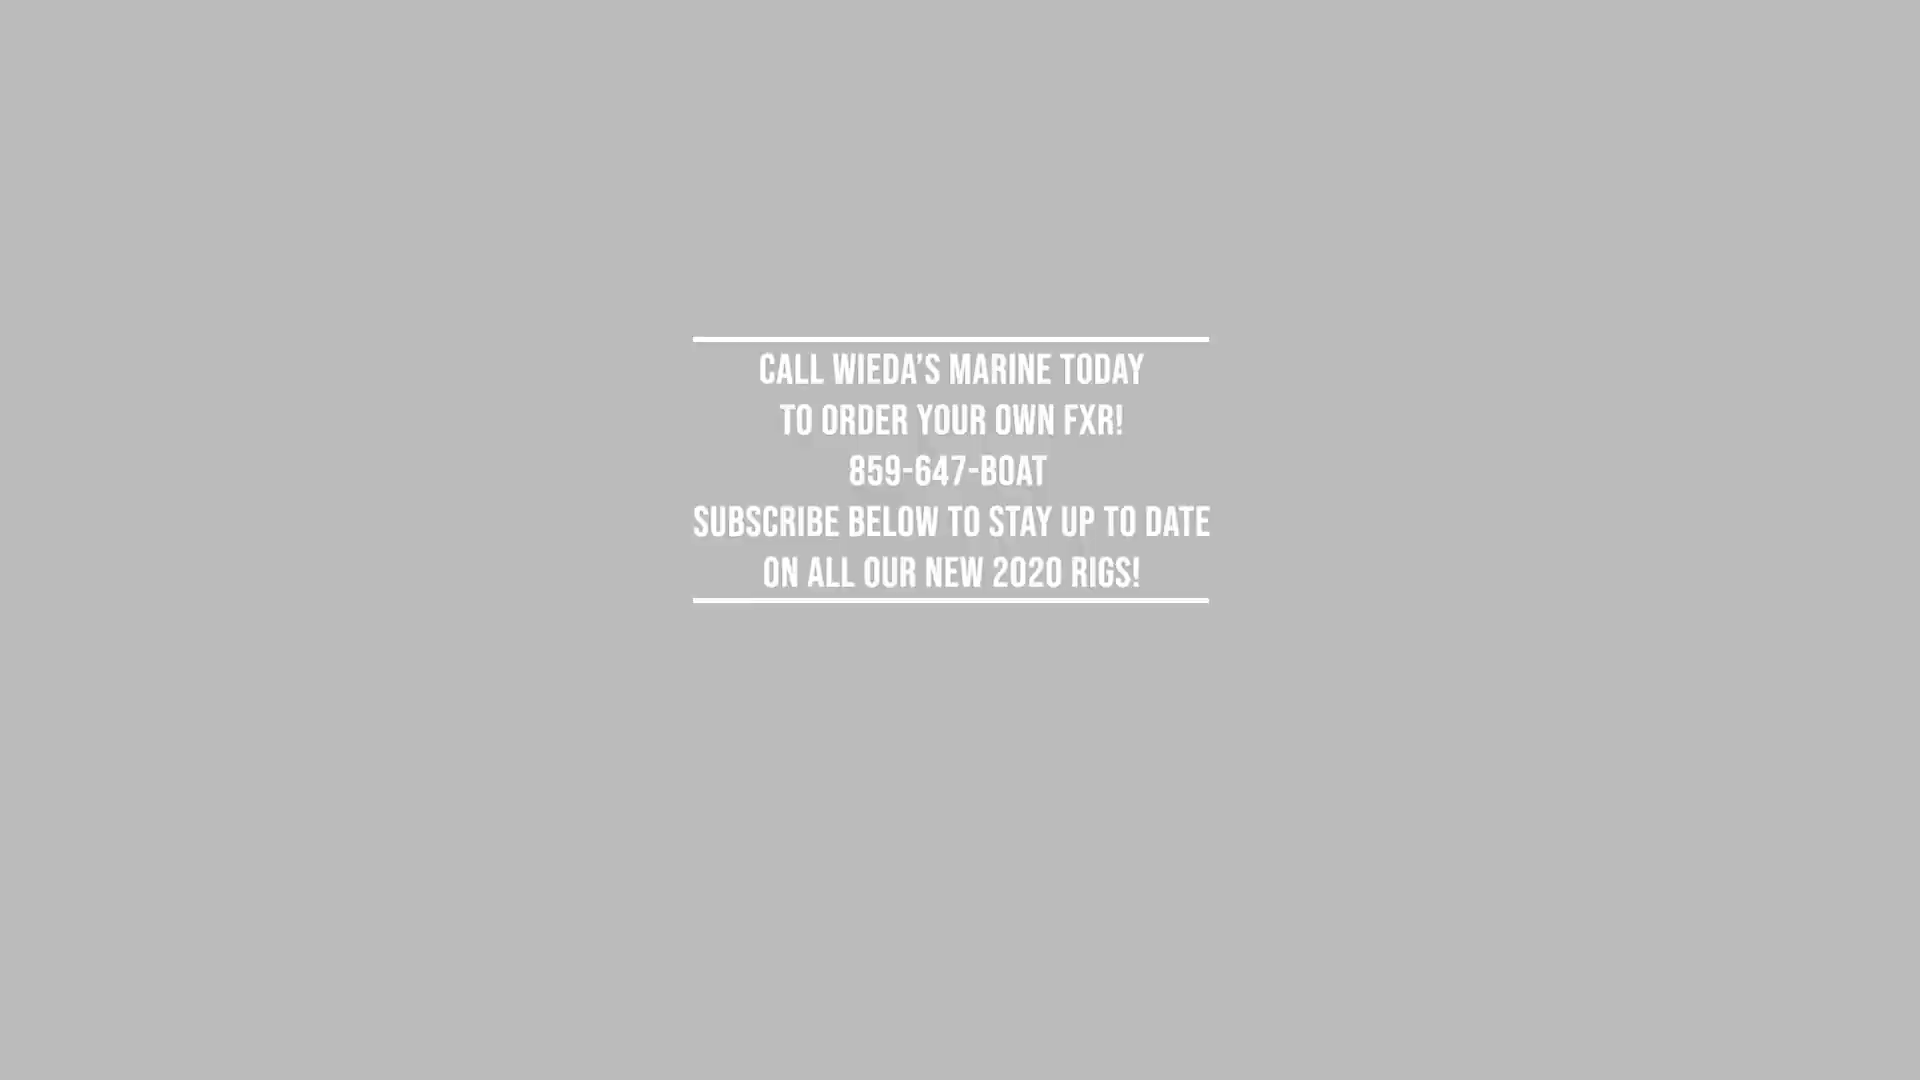 CALL WIEDA’S MARINE TODAY
TO ORDER YOUR OWN FXR!
859-647-BOAT
SUBSCRIBE BELOW TO STAY UP TO DATE
ON ALL OUR NEW 2020 RIGS!